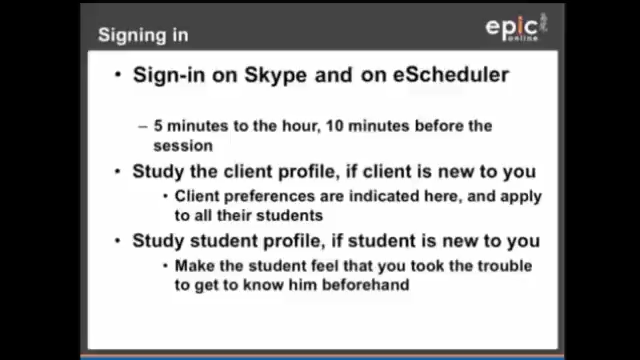 Signing in
epic
online
• Sign-in on Skype and on eScheduler
– 5 minutes to the hour, 10 minutes before the
session
• Study the client profile, if client is new to you
• Client preferences are indicated here, and apply
to all their students
• Study student profile, if student is new to you
• Make the student feel that you took the trouble
to get to know him beforehand